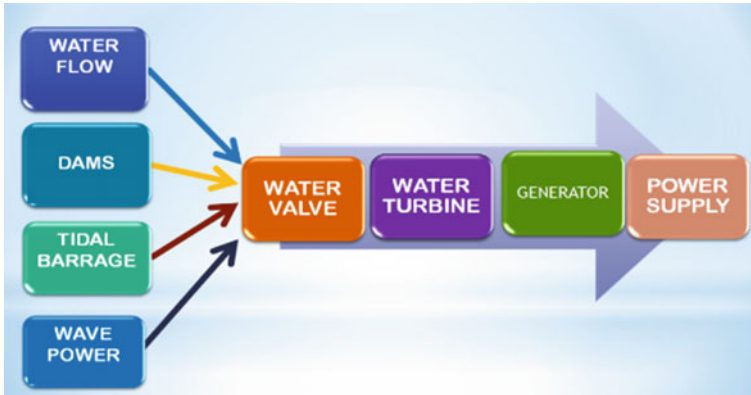 WATER
FLOW
DAMS
TIDAL
BARRAGE
WAVE
POWER
WATER
VALVE
WATER
TURBINE
GENERATOR
POWER
SUPPLY